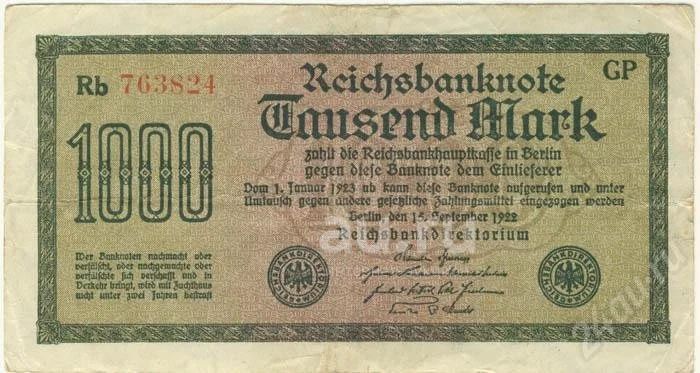 Rb 763824
GP
Reichsbanknote
Tausend Mark
1000
zahlt die Reichsbankhauptkasse in Berlin
gegen diese Banknote dem Einlieferer
Vom 1. Januar 1923 ab kann diese Banknote aufgerufen und unter
Umtausch gegen andere gesetzliche Zahlungsmittel eingezogen werden
Berlin, den 15. September 1922
Reichsbankdirektorium
Wer Banknoten nachmacht oder
verfälscht, oder nachgemachte oder
verfälschte sich verschafft und in
Verkehr bringt, wird mit Zuchthaus
nicht unter zwei Jahren bestraft
REICHSBANKDIREKTORIUM
REICHSBANKDIREKTORIUM